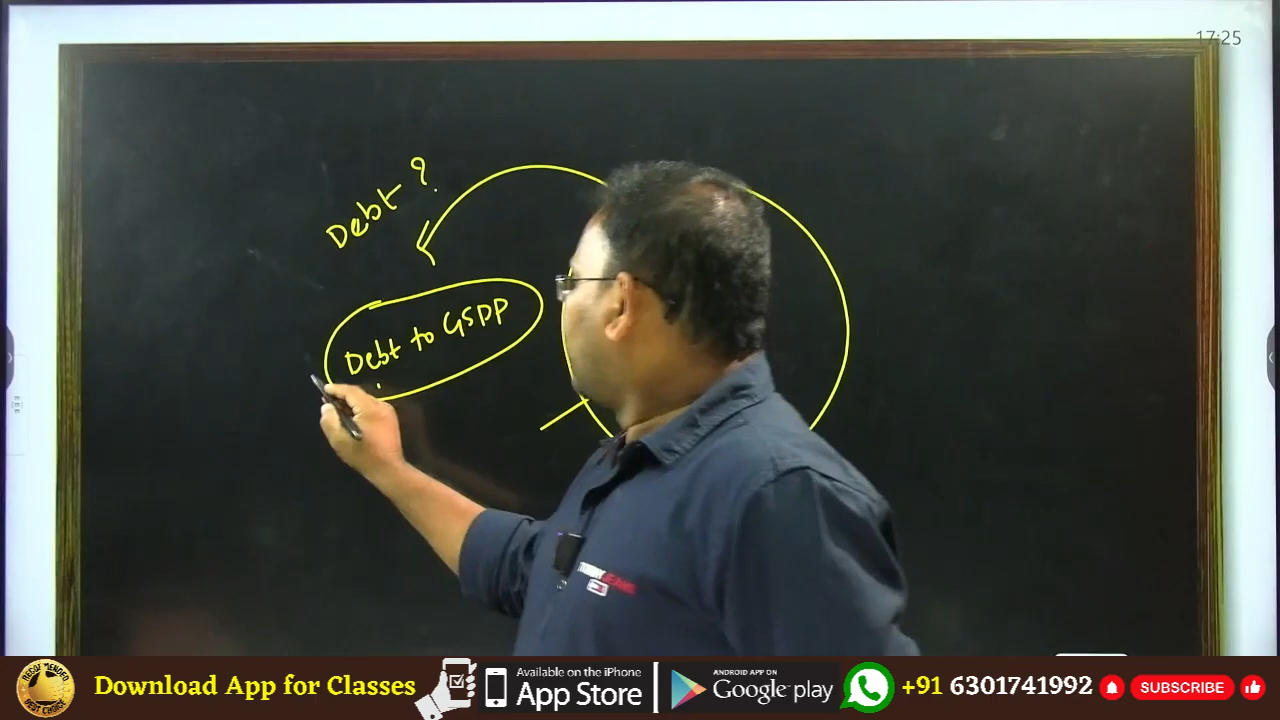 17:25
Debt ?
Debt to GSDP
Download App for Classes
Available on the iPhone
App Store
ANDROID APP ON
Google play
+91 6301741992
SUBSCRIBE